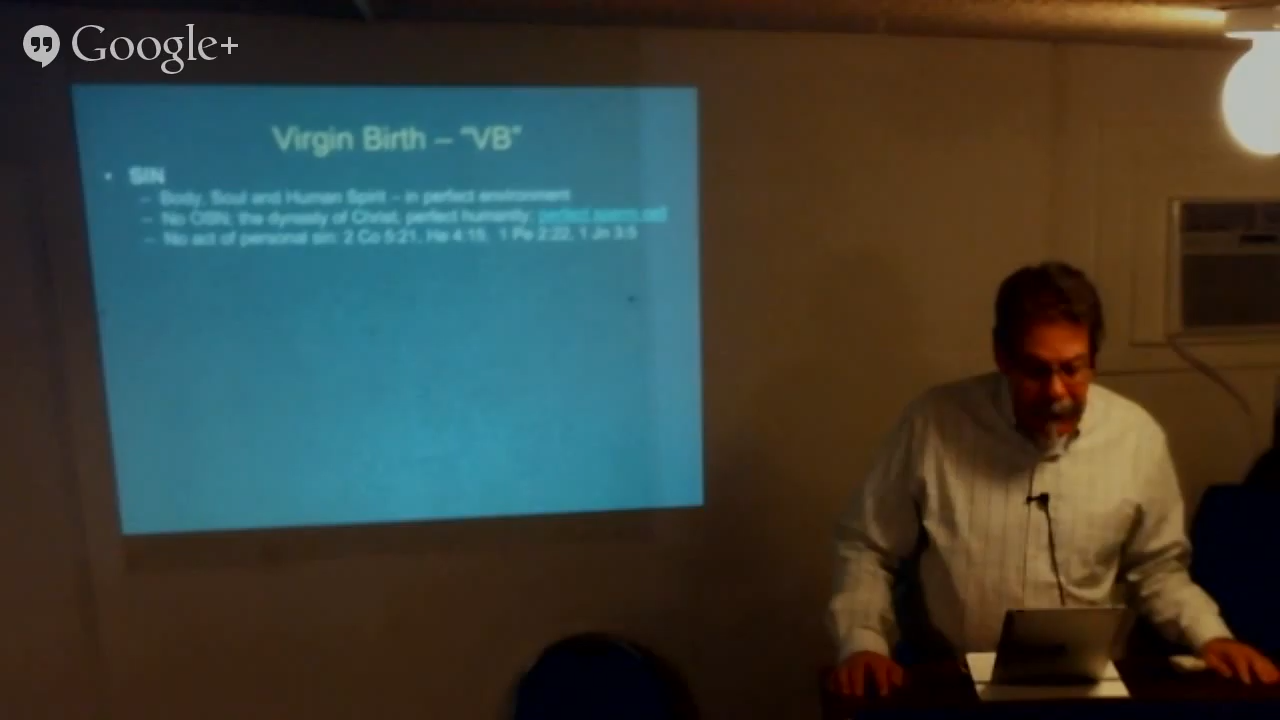 Google+
Virgin Birth – "VB"
• SIN
– Body, Soul and Human Spirit – in perfect environment
– No OSN; the dynasty of Christ, perfect humanity; perfect
– No act of personal sin: 2 Co 5:21, He 4:15, 1 Pe 2:22, 1 Jn 3:5